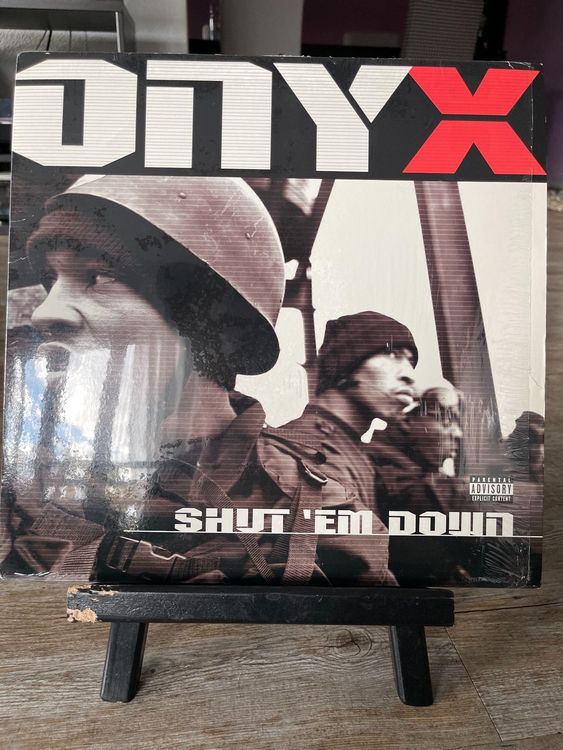 ONYX
PARENTAL
ADVISORY
EXPLICIT CONTENT
SHUT 'EM DOWN